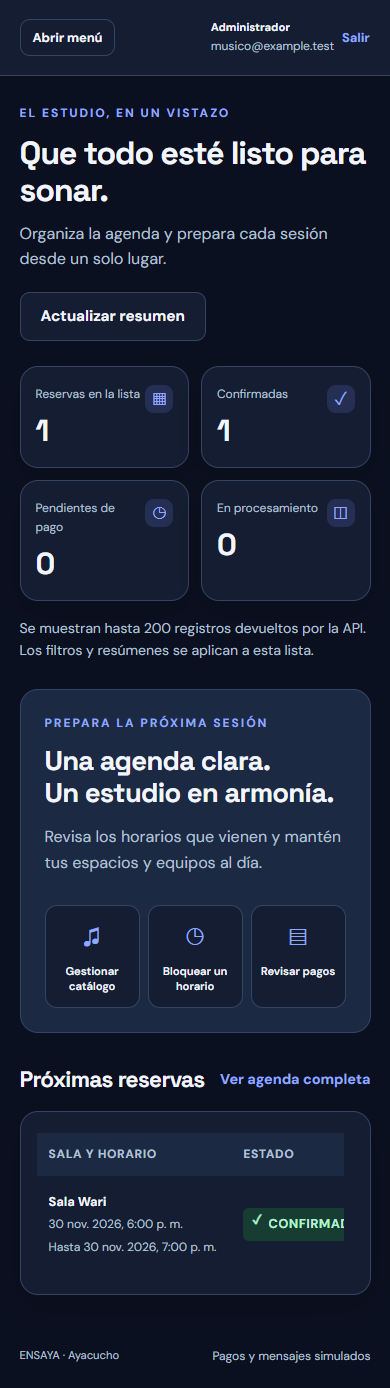 Abrir menú
Administrador
musico@example.test
Salir
EL ESTUDIO, EN UN VISTAZO
Que todo esté listo para
sonar.
Organiza la agenda y prepara cada sesión
desde un solo lugar.
Actualizar resumen
Reservas en la lista
1
Confirmadas
1
Pendientes de
pago
0
En procesamiento
0
Se muestran hasta 200 registros devueltos por la API.
Los filtros y resúmenes se aplican a esta lista.
PREPARA LA PRÓXIMA SESIÓN
Una agenda clara.
Un estudio en armonía.
Revisa los horarios que vienen y mantén
tus espacios y equipos al día.
Gestionar
catálogo
Bloquear un
horario
Revisar pagos
Próximas reservas
Ver agenda completa
SALA Y HORARIO
ESTADO
Sala Wari
30 nov. 2026, 6:00 p. m.
Hasta 30 nov. 2026, 7:00 p. m.
✓ CONFIRMAD
ENSAYA · Ayacucho
Pagos y mensajes simulados